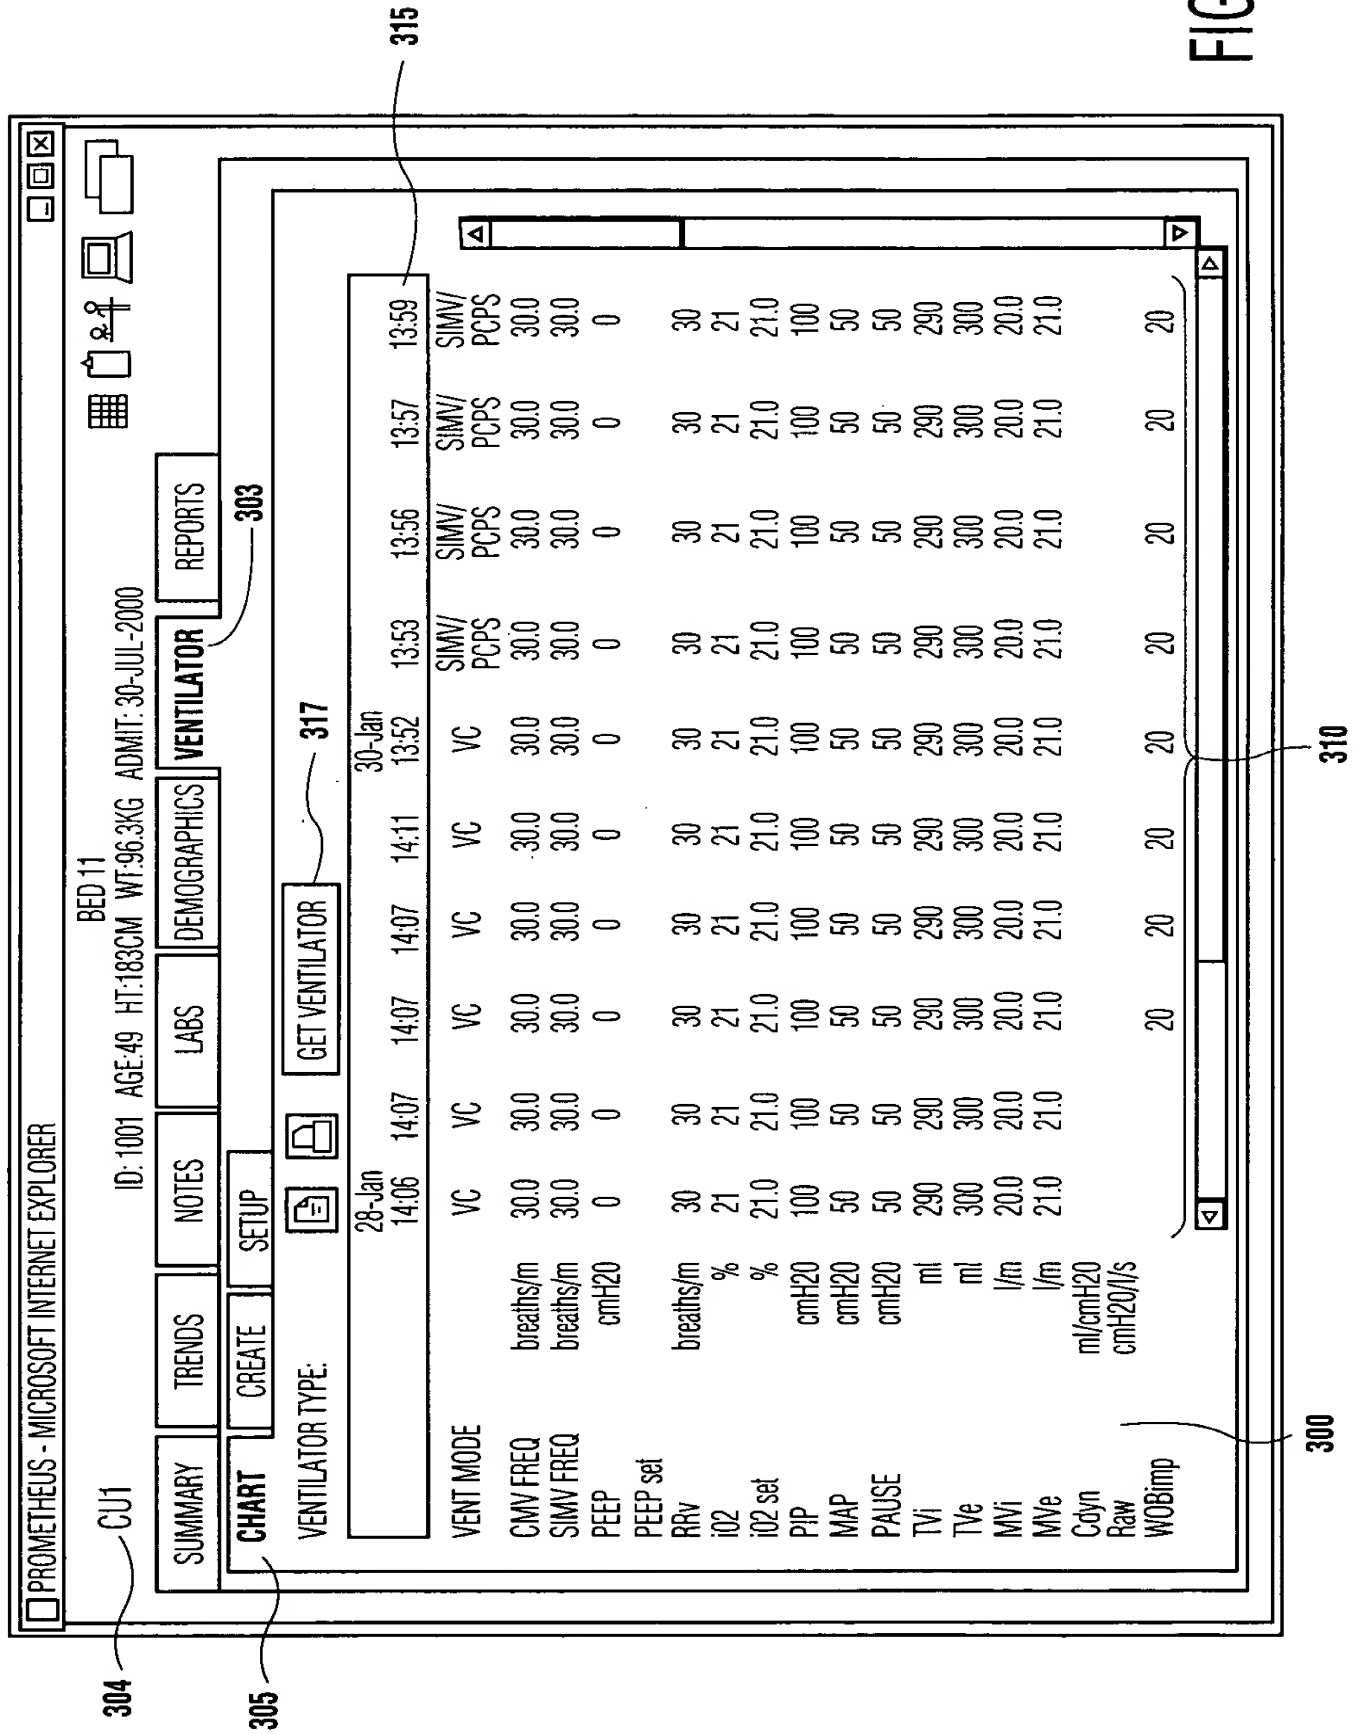 PROMETHEUS - MICROSOFT INTERNET EXPLORER
304
CU1
BED 11
ID: 1001 AGE:49 HT:183CM WT:96.3KG ADMIT: 30-JUL-2000
SUMMARY TRENDS NOTES LABS DEMOGRAPHICS VENTILATOR REPORTS
303
305
CHART CREATE SETUP
VENTILATOR TYPE: GET VENTILATOR
317
28-Jan 30-Jan
14:06 14:07 14:07 14:07 14:11 13:52 13:53 13:56 13:57 13:59
315
VENT MODE VC VC VC VC VC VC SIMV/ SIMV/ SIMV/ SIMV/
PCPS PCPS PCPS PCPS
CMV FREQ breaths/m 30.0 30.0 30.0 30.0 30.0 30.0 30.0 30.0 30.0 30.0
SIMV FREQ breaths/m 30.0 30.0 30.0 30.0 30.0 30.0 30.0 30.0 30.0 30.0
PEEP cmH20 0 0 0 0 0 0 0 0 0 0
PEEP set
RRv breaths/m 30 30 30 30 30 30 30 30 30 30
i02 % 21 21 21 21 21 21 21 21 21 21
i02 set % 21.0 21.0 21.0 21.0 21.0 21.0 21.0 21.0 21.0 21.0
PIP cmH20 100 100 100 100 100 100 100 100 100 100
MAP cmH20 50 50 50 50 50 50 50 50 50 50
PAUSE cmH20 50 50 50 50 50 50 50 50 50 50
TVi ml 290 290 290 290 290 290 290 290 290 290
TVe ml 300 300 300 300 300 300 300 300 300 300
MVi l/m 20.0 20.0 20.0 20.0 20.0 20.0 20.0 20.0 20.0 20.0
MVe l/m 21.0 21.0 21.0 21.0 21.0 21.0 21.0 21.0 21.0 21.0
Cdyn ml/cmH20
Raw cmH20/l/s
WOBimp 20 20 20 20 20 20 20 20
300
310
FIG